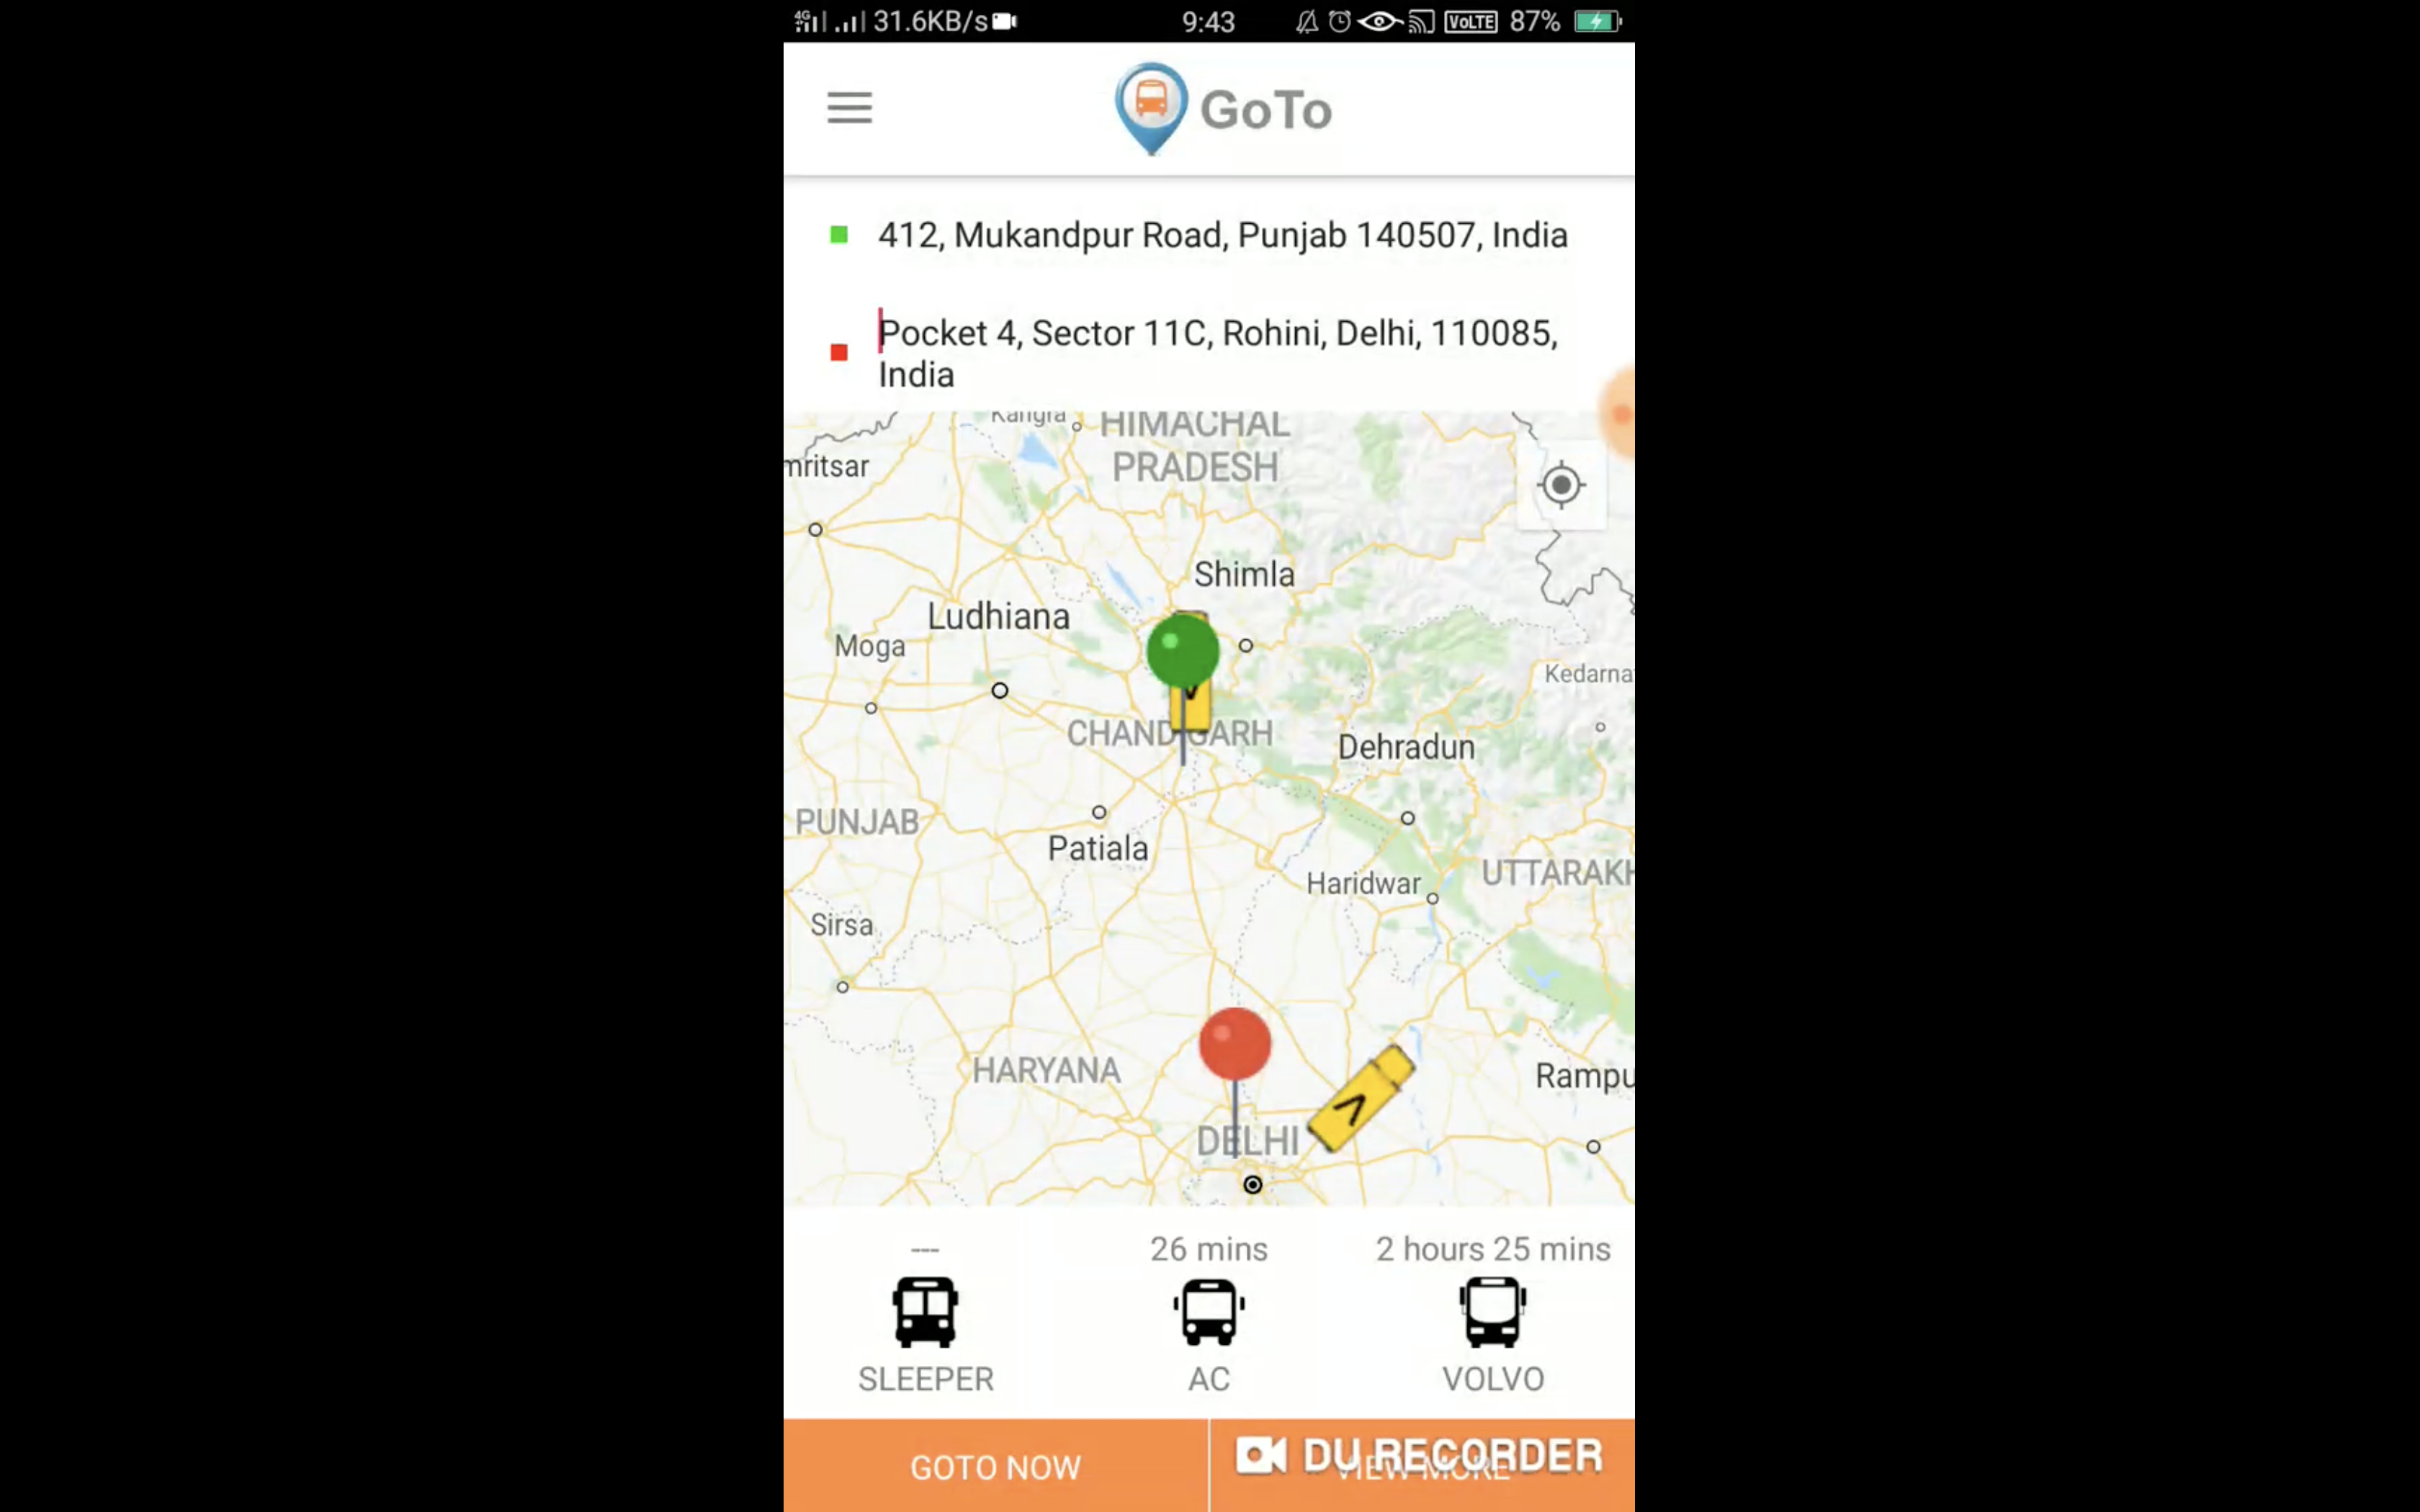 4G 31.6KB/s 9:43 VoLTE 87%
GoTo
412, Mukandpur Road, Punjab 140507, India
Pocket 4, Sector 11C, Rohini, Delhi, 110085,
India
Kangra HIMACHAL
PRADESH
mritsar
Shimla
Ludhiana
Moga
Kedarna
CHANDIGARH
Dehradun
PUNJAB
Patiala
UTTARAKH
Haridwar
Sirsa
HARYANA
Rampu
DELHI
--- 26 mins 2 hours 25 mins
SLEEPER AC VOLVO
GOTO NOW VIEW MORE
DU RECORDER